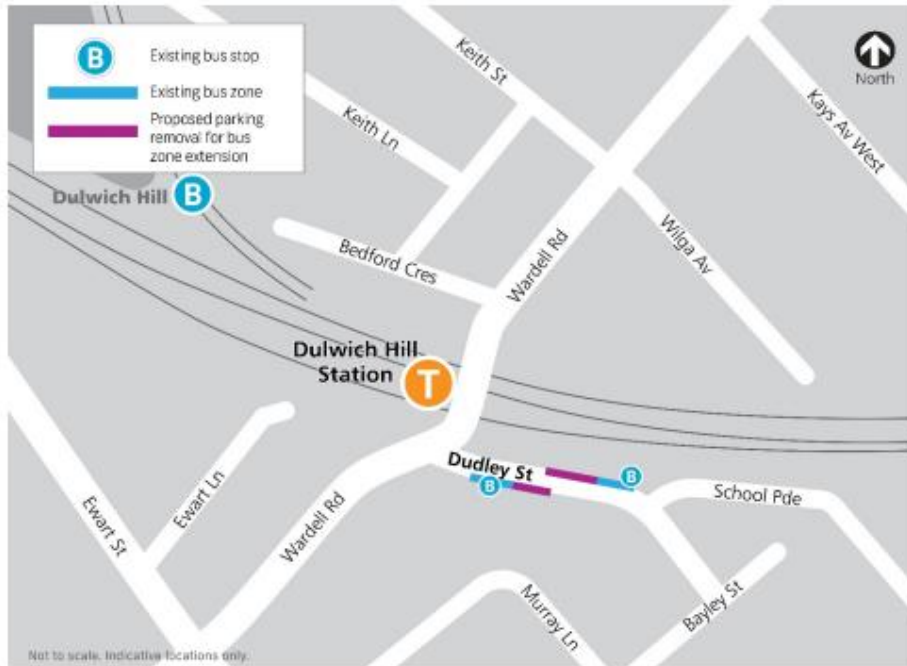 B
Existing bus stop
Existing bus zone
Proposed parking
removal for bus
zone extension
North
Keith St
Kays Av West
Keith Ln
Dulwich Hill
B
Wardell Rd
Wilga Av
Bedford Cres
Dulwich Hill
Station
T
Dudley St
B
B
School Pde
Ewart Ln
Ewart St
Wardell Rd
Murray Ln
Bayley St
Not to scale. Indicative locations only.